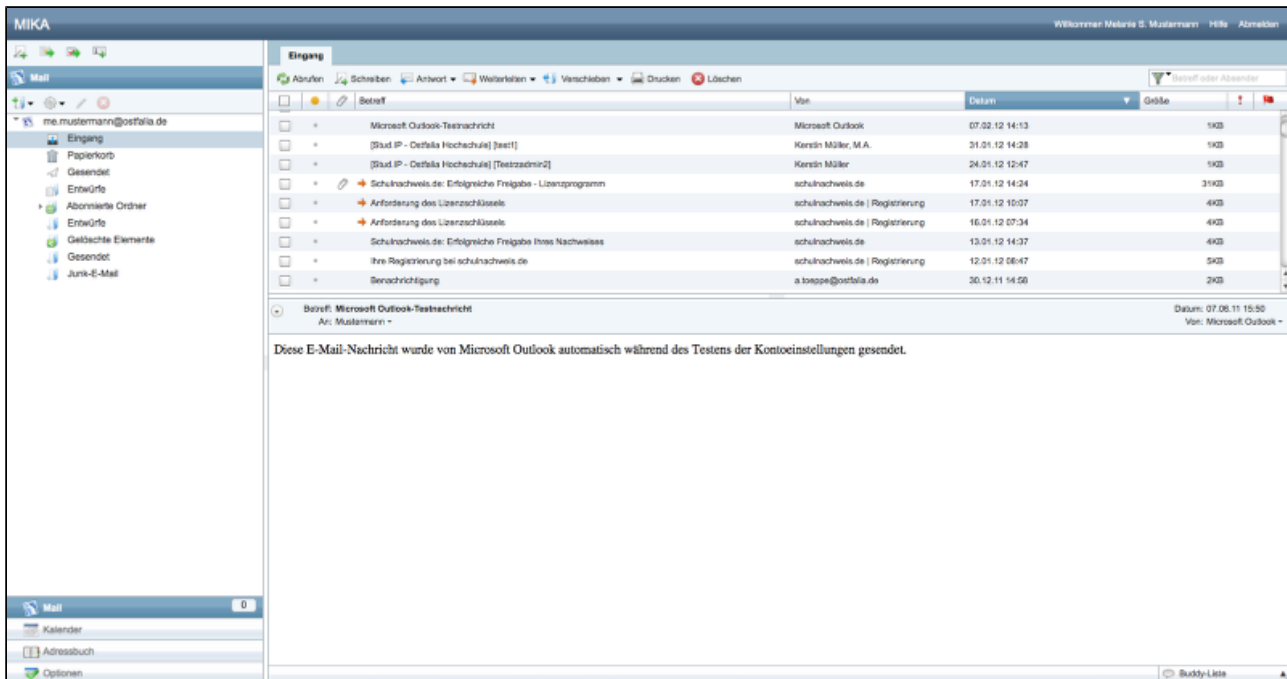 MIKA
Willkommen Melanie S. Mustermann Hilfe Abmelden
Mail
me.mustermann@ostfalia.de
Eingang
Papierkorb
Gesendet
Entwürfe
Abonnierte Ordner
Entwürfe
Gelöschte Elemente
Gesendet
Junk-E-Mail
Mail 0
Kalender
Adressbuch
Optionen
Eingang
Abrufen Schreiben Antwort Weiterleiten Verschieben Drucken Löschen
Betreff oder Absender
Betreff Von Datum Größe
Microsoft Outlook-Testnachricht Microsoft Outlook 07.02.12 14:13 1KB
[Stud.IP - Ostfalia Hochschule] [test1] Kerstin Müller, M.A. 31.01.12 14:28 1KB
[Stud.IP - Ostfalia Hochschule] [Testrzadmin2] Kerstin Müller 24.01.12 12:47 1KB
Schulnachweis.de: Erfolgreiche Freigabe - Lizenzprogramm schulnachweis.de 17.01.12 14:24 31KB
Anforderung des Lizenzschlüssels schulnachweis.de | Registrierung 17.01.12 10:07 4KB
Anforderung des Lizenzschlüssels schulnachweis.de | Registrierung 16.01.12 07:34 4KB
Schulnachweis.de: Erfolgreiche Freigabe Ihres Nachweises schulnachweis.de 13.01.12 14:37 4KB
Ihre Registrierung bei schulnachweis.de schulnachweis.de | Registrierung 12.01.12 08:47 5KB
Benachrichtigung a.toeppe@ostfalia.de 30.12.11 14:56 2KB
Betreff: Microsoft Outlook-Testnachricht Datum: 07.06.11 15:50
An: Mustermann Von: Microsoft Outlook
Diese E-Mail-Nachricht wurde von Microsoft Outlook automatisch während des Testens der Kontoeinstellungen gesendet.
Buddy-Liste